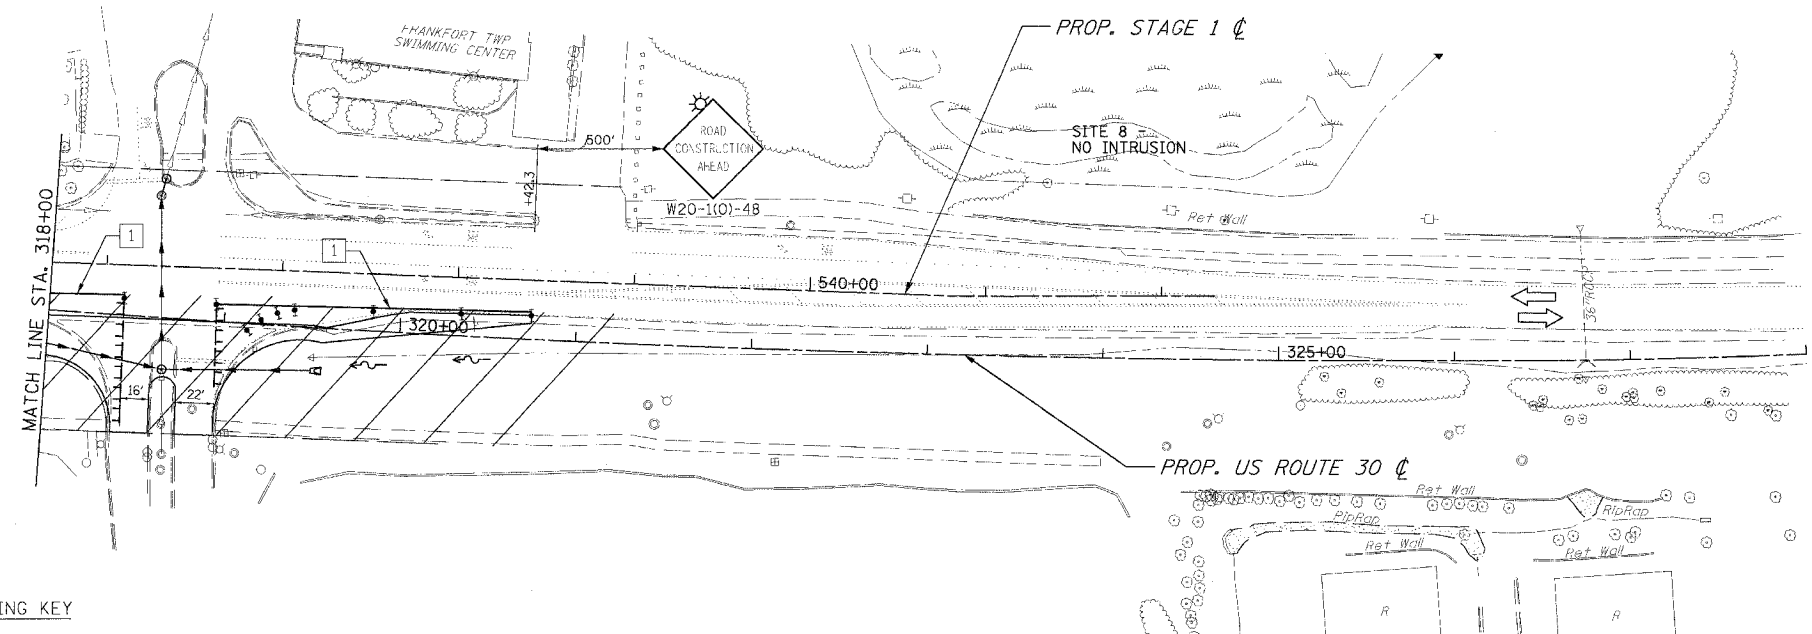 FRANKFORT TWP
SWIMMING CENTER
PROP. STAGE 1 ℄
500'
ROAD
CONSTRUCTION
AHEAD
W20-1(O)-48
SITE 8 -
NO INTRUSION
+42.3
MATCH LINE STA. 318+00
1
1
Ret Wall
540+00
320+00
325+00
36"RCP
16'
22'
PROP. US ROUTE 30 ℄
Ret Wall
RipRap
RipRap
Ret Wall
Ret Wall
R
R
ING KEY